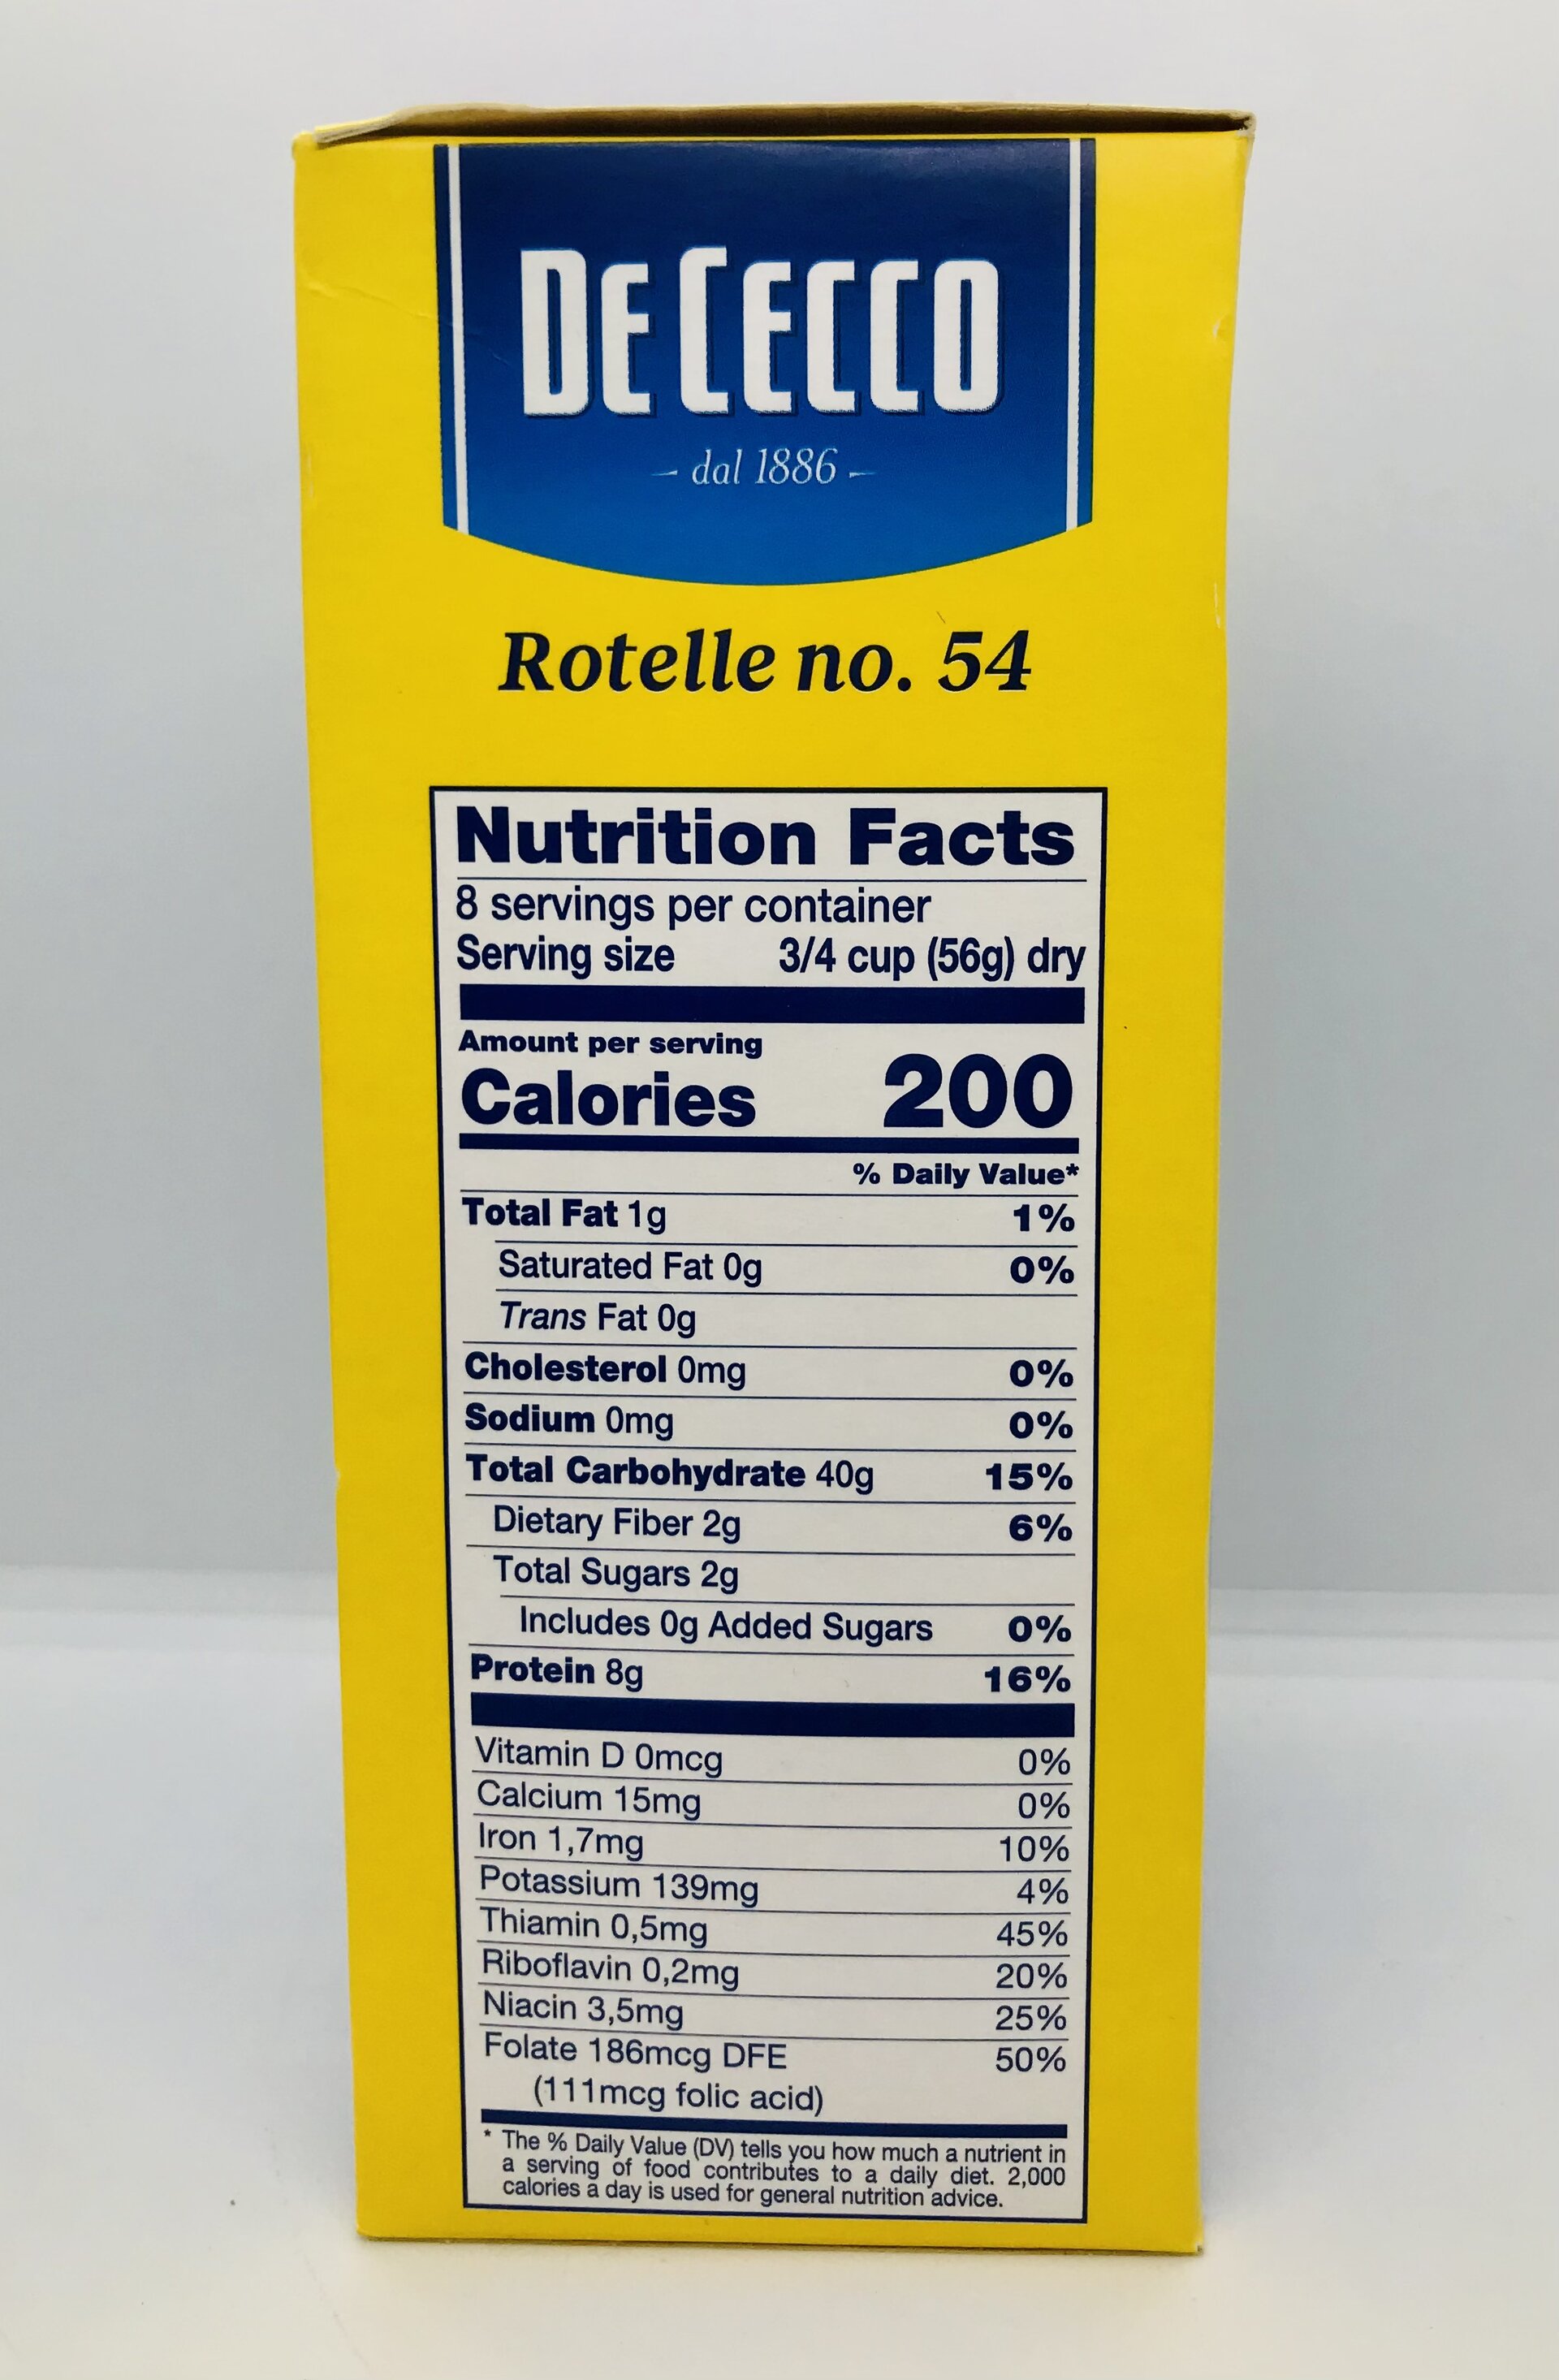 DE CECCO
- dal 1886 -
Rotelle no. 54
Nutrition Facts
8 servings per container
Serving size 3/4 cup (56g) dry
Amount per serving
Calories 200
% Daily Value*
Total Fat 1g 1%
Saturated Fat 0g 0%
Trans Fat 0g
Cholesterol 0mg 0%
Sodium 0mg 0%
Total Carbohydrate 40g 15%
Dietary Fiber 2g 6%
Total Sugars 2g
Includes 0g Added Sugars 0%
Protein 8g 16%
Vitamin D 0mcg 0%
Calcium 15mg 0%
Iron 1,7mg 10%
Potassium 139mg 4%
Thiamin 0,5mg 45%
Riboflavin 0,2mg 20%
Niacin 3,5mg 25%
Folate 186mcg DFE 50%
(111mcg folic acid)
* The % Daily Value (DV) tells you how much a nutrient in
a serving of food contributes to a daily diet. 2,000
calories a day is used for general nutrition advice.